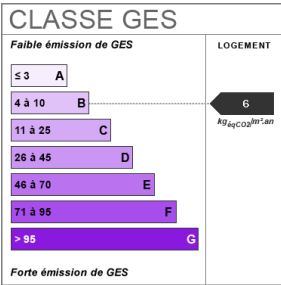 CLASSE GES
Faible émission de GES
LOGEMENT
≤ 3 A
4 à 10 B
6
kgéqCO2/m².an
11 à 25 C
26 à 45 D
46 à 70 E
71 à 95 F
> 95 G
Forte émission de GES